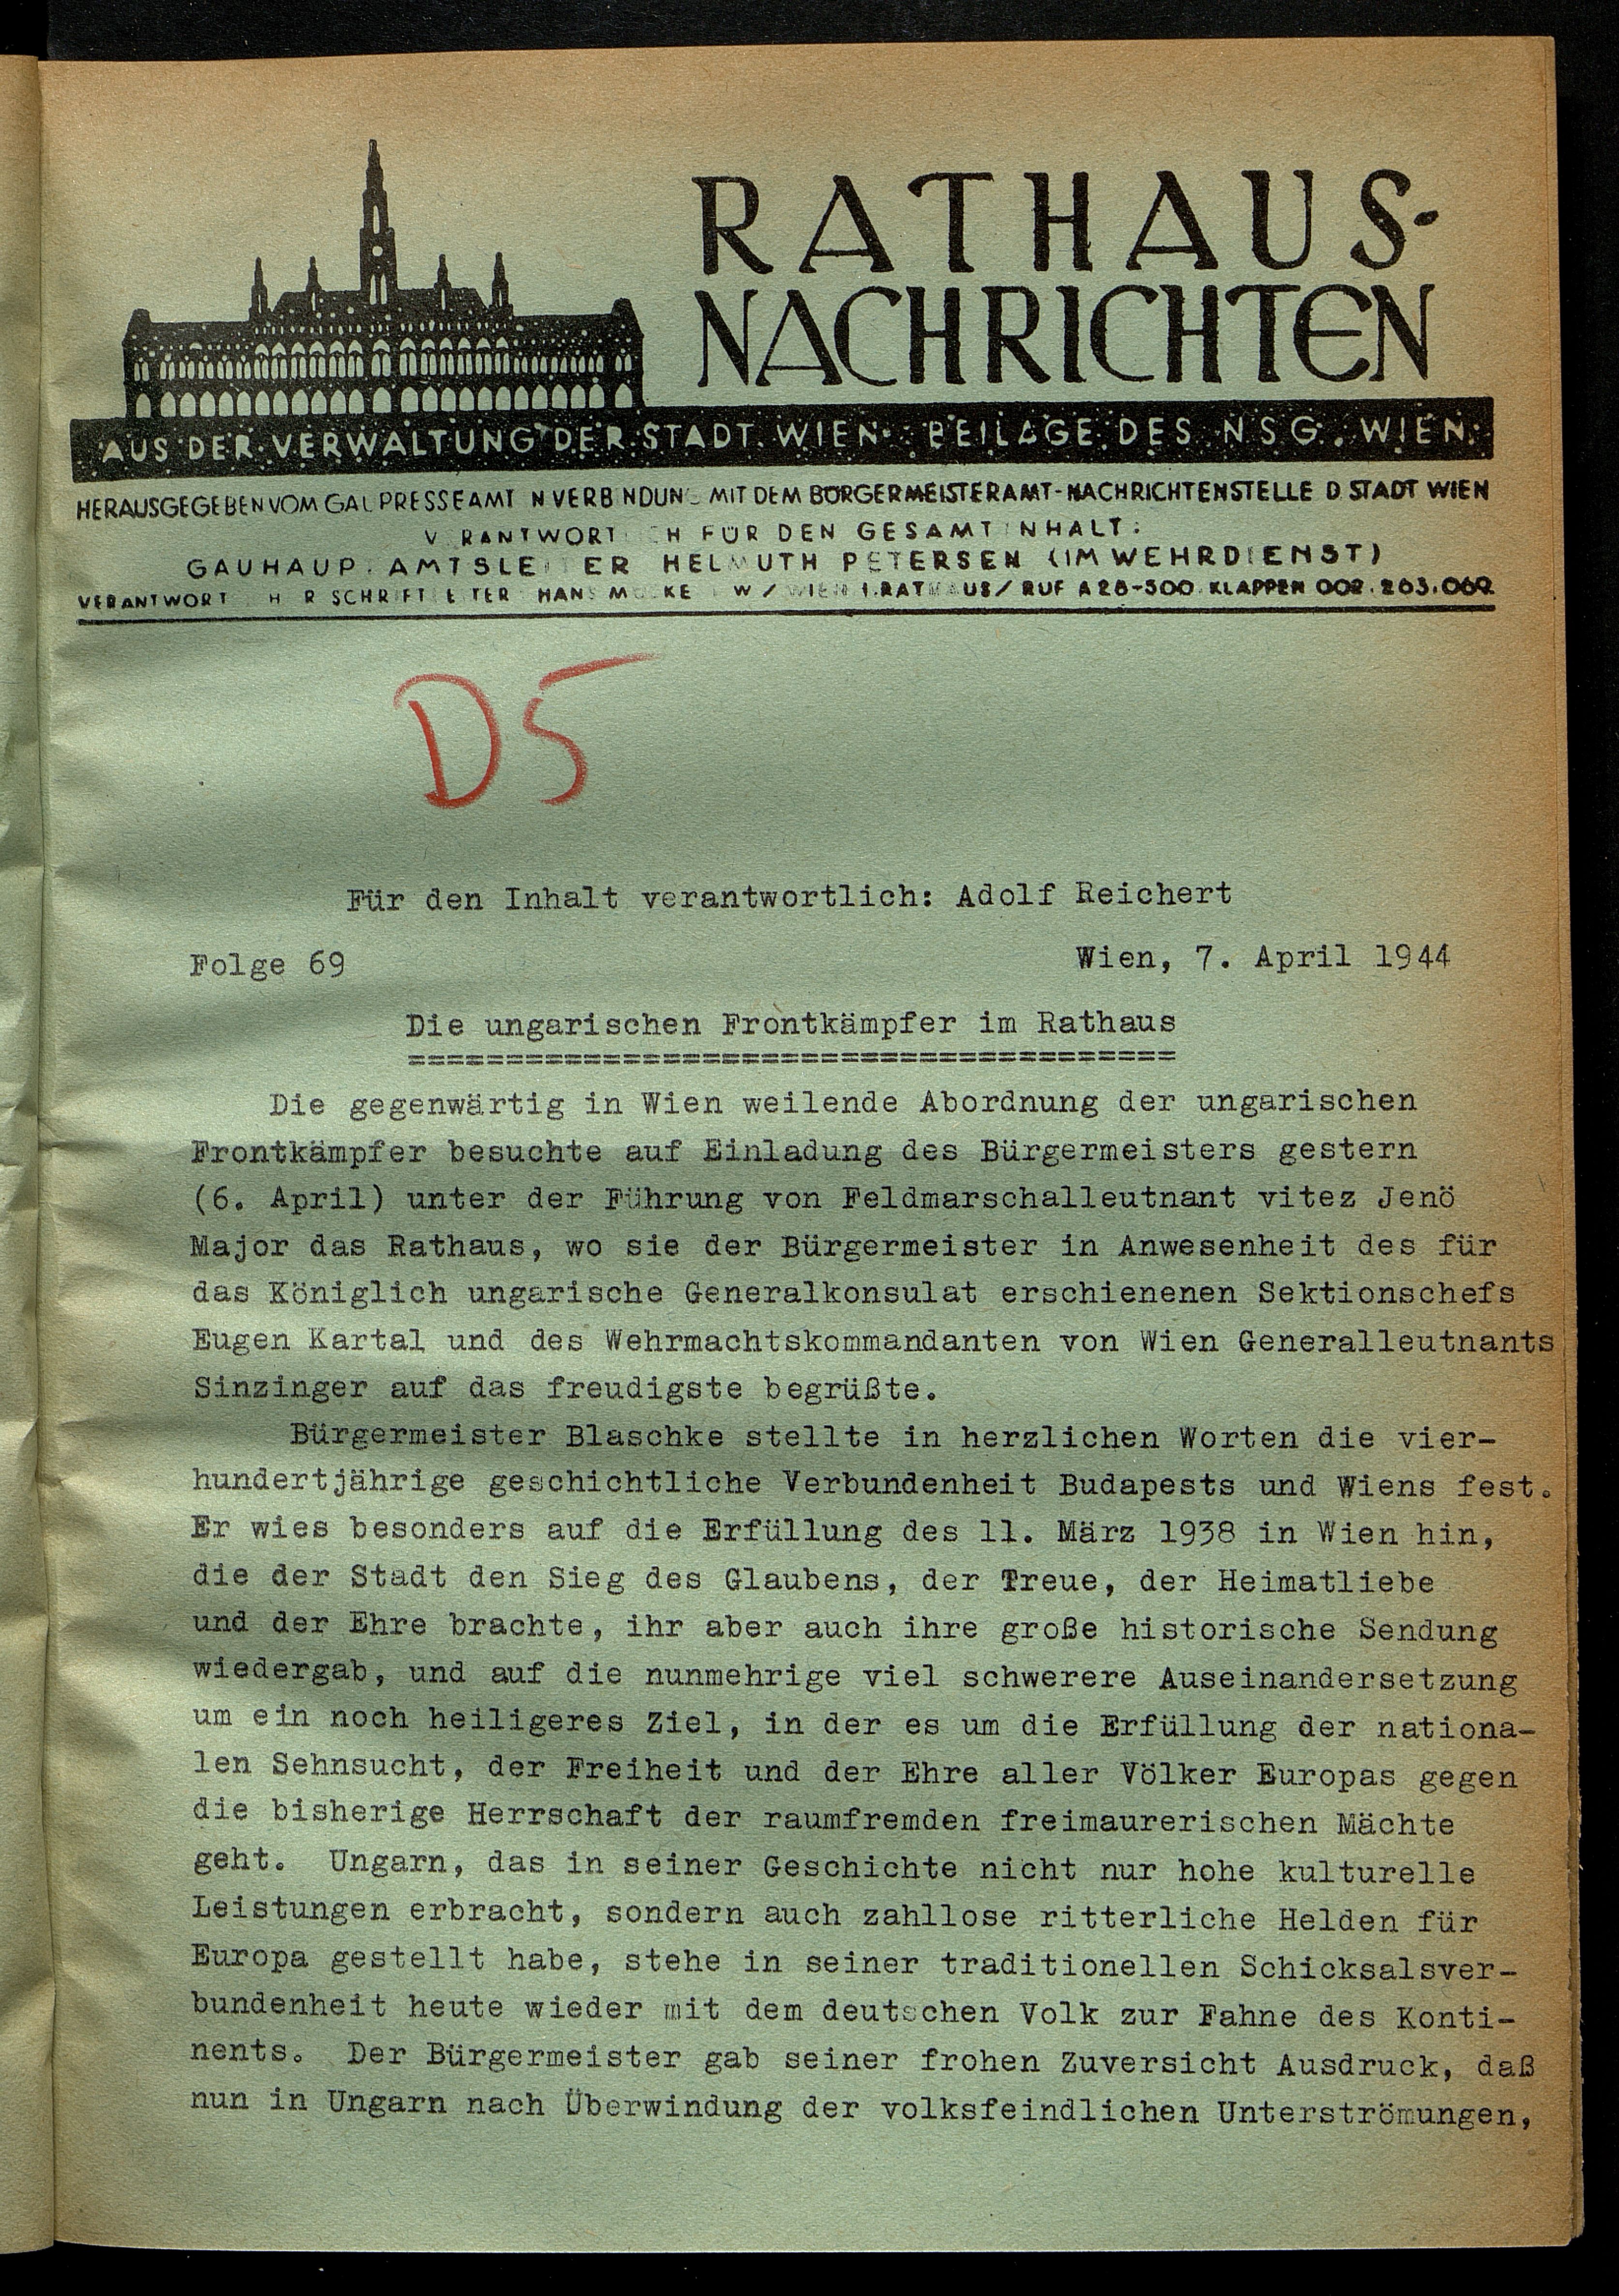 RATHAUS-
NACHRICHTEN
AUS DER VERWALTUNG DER STADT WIEN · BEILAGE DES NSG. WIEN
HERAUSGEGEBEN VOM PRESSEAMT MIT DEM BÜRGERMEISTERAMT-NACHRICHTENSTELLE D. STADT WIEN
FÜR DEN GESAMTINHALT:
HELMUTH PETERSEN (IM WEHRDIENST)
RATHAUS / RUF A 28-500 KLAPPEN 002. 263. 069
D5
Für den Inhalt verantwortlich: Adolf Reichert
Folge 69 Wien, 7. April 1944
Die ungarischen Frontkämpfer im Rathaus
=======================================
Die gegenwärtig in Wien weilende Abordnung der ungarischen
Frontkämpfer besuchte auf Einladung des Bürgermeisters gestern
(6. April) unter der Führung von Feldmarschalleutnant vitez Jenö
Major das Rathaus, wo sie der Bürgermeister in Anwesenheit des für
das Königlich ungarische Generalkonsulat erschienenen Sektionschefs
Eugen Kartal und des Wehrmachtskommandanten von Wien Generalleutnants
Sinzinger auf das freudigste begrüßte.
Bürgermeister Blaschke stellte in herzlichen Worten die vier-
hundertjährige geschichtliche Verbundenheit Budapests und Wiens fest.
Er wies besonders auf die Erfüllung des 11. März 1938 in Wien hin,
die der Stadt den Sieg des Glaubens, der Treue, der Heimatliebe
und der Ehre brachte, ihr aber auch ihre große historische Sendung
wiedergab, und auf die nunmehrige viel schwerere Auseinandersetzung
um ein noch heiligeres Ziel, in der es um die Erfüllung der nationa-
len Sehnsucht, der Freiheit und der Ehre aller Völker Europas gegen
die bisherige Herrschaft der raumfremden freimaurerischen Mächte
geht. Ungarn, das in seiner Geschichte nicht nur hohe kulturelle
Leistungen erbracht, sondern auch zahllose ritterliche Helden für
Europa gestellt habe, stehe in seiner traditionellen Schicksalsver-
bundenheit heute wieder mit dem deutschen Volk zur Fahne des Konti-
nents. Der Bürgermeister gab seiner frohen Zuversicht Ausdruck, daß
nun in Ungarn nach Überwindung der volksfeindlichen Unterströmungen,